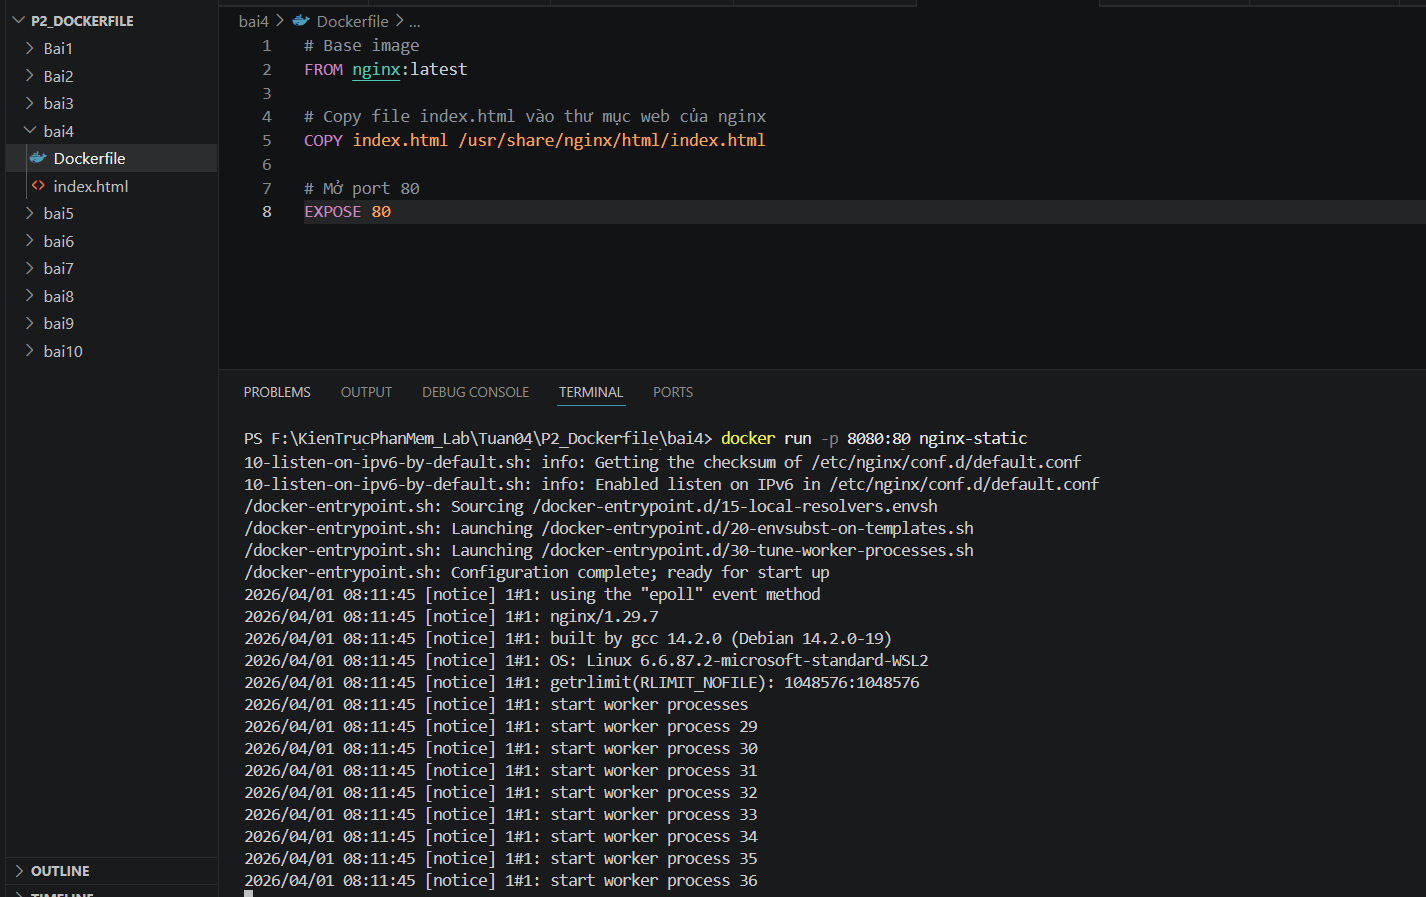 P2_DOCKERFILE
Bai1
Bai2
bai3
bai4
Dockerfile
index.html
bai5
bai6
bai7
bai8
bai9
bai10
OUTLINE
TIMELINE
bai4 > Dockerfile > ...
1 # Base image
2 FROM nginx:latest
3
4 # Copy file index.html vào thư mục web của nginx
5 COPY index.html /usr/share/nginx/html/index.html
6
7 # Mở port 80
8 EXPOSE 80
PROBLEMS OUTPUT DEBUG CONSOLE TERMINAL PORTS
PS F:\KienTrucPhanMem_Lab\Tuan04\P2_Dockerfile\bai4> docker run -p 8080:80 nginx-static
10-listen-on-ipv6-by-default.sh: info: Getting the checksum of /etc/nginx/conf.d/default.conf
10-listen-on-ipv6-by-default.sh: info: Enabled listen on IPv6 in /etc/nginx/conf.d/default.conf
/docker-entrypoint.sh: Sourcing /docker-entrypoint.d/15-local-resolvers.envsh
/docker-entrypoint.sh: Launching /docker-entrypoint.d/20-envsubst-on-templates.sh
/docker-entrypoint.sh: Launching /docker-entrypoint.d/30-tune-worker-processes.sh
/docker-entrypoint.sh: Configuration complete; ready for start up
2026/04/01 08:11:45 [notice] 1#1: using the "epoll" event method
2026/04/01 08:11:45 [notice] 1#1: nginx/1.29.7
2026/04/01 08:11:45 [notice] 1#1: built by gcc 14.2.0 (Debian 14.2.0-19)
2026/04/01 08:11:45 [notice] 1#1: OS: Linux 6.6.87.2-microsoft-standard-WSL2
2026/04/01 08:11:45 [notice] 1#1: getrlimit(RLIMIT_NOFILE): 1048576:1048576
2026/04/01 08:11:45 [notice] 1#1: start worker processes
2026/04/01 08:11:45 [notice] 1#1: start worker process 29
2026/04/01 08:11:45 [notice] 1#1: start worker process 30
2026/04/01 08:11:45 [notice] 1#1: start worker process 31
2026/04/01 08:11:45 [notice] 1#1: start worker process 32
2026/04/01 08:11:45 [notice] 1#1: start worker process 33
2026/04/01 08:11:45 [notice] 1#1: start worker process 34
2026/04/01 08:11:45 [notice] 1#1: start worker process 35
2026/04/01 08:11:45 [notice] 1#1: start worker process 36